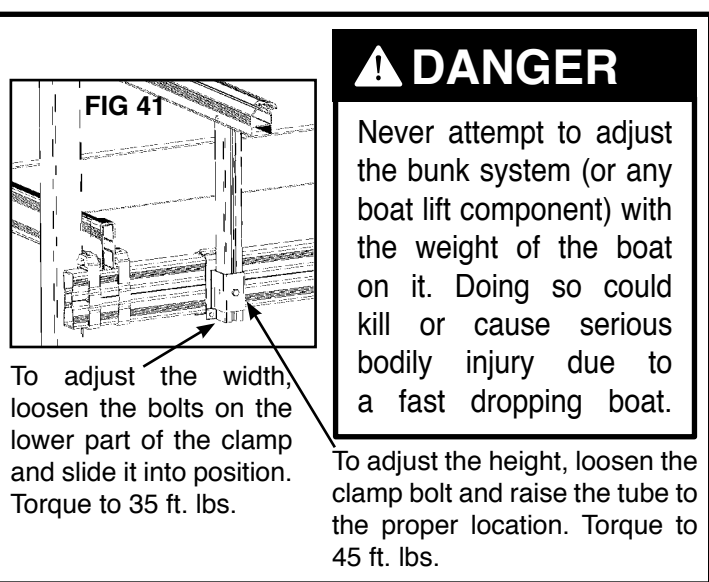 FIG 41
To adjust the width,
loosen the bolts on the
lower part of the clamp
and slide it into position.
Torque to 35 ft. lbs.
DANGER
Never attempt to adjust
the bunk system (or any
boat lift component) with
the weight of the boat
on it. Doing so could
kill or cause serious
bodily injury due to
a fast dropping boat.
To adjust the height, loosen the
clamp bolt and raise the tube to
the proper location. Torque to
45 ft. lbs.